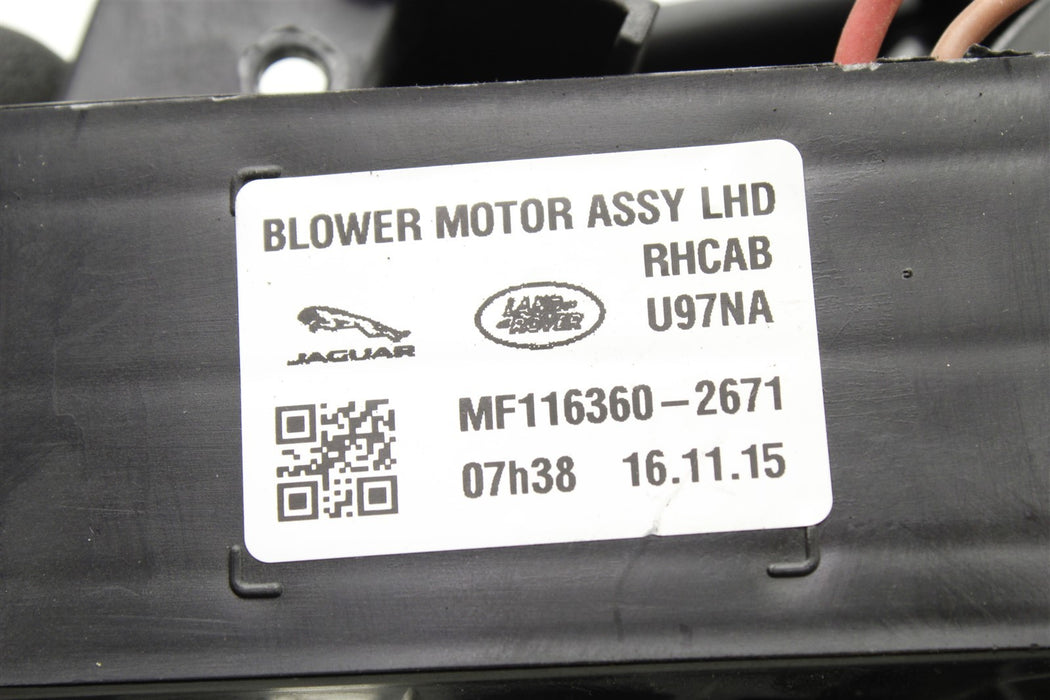 BLOWER MOTOR ASSY LHD
RHCAB
U97NA
JAGUAR
LAND
ROVER
MF116360-2671
07h38 16.11.15